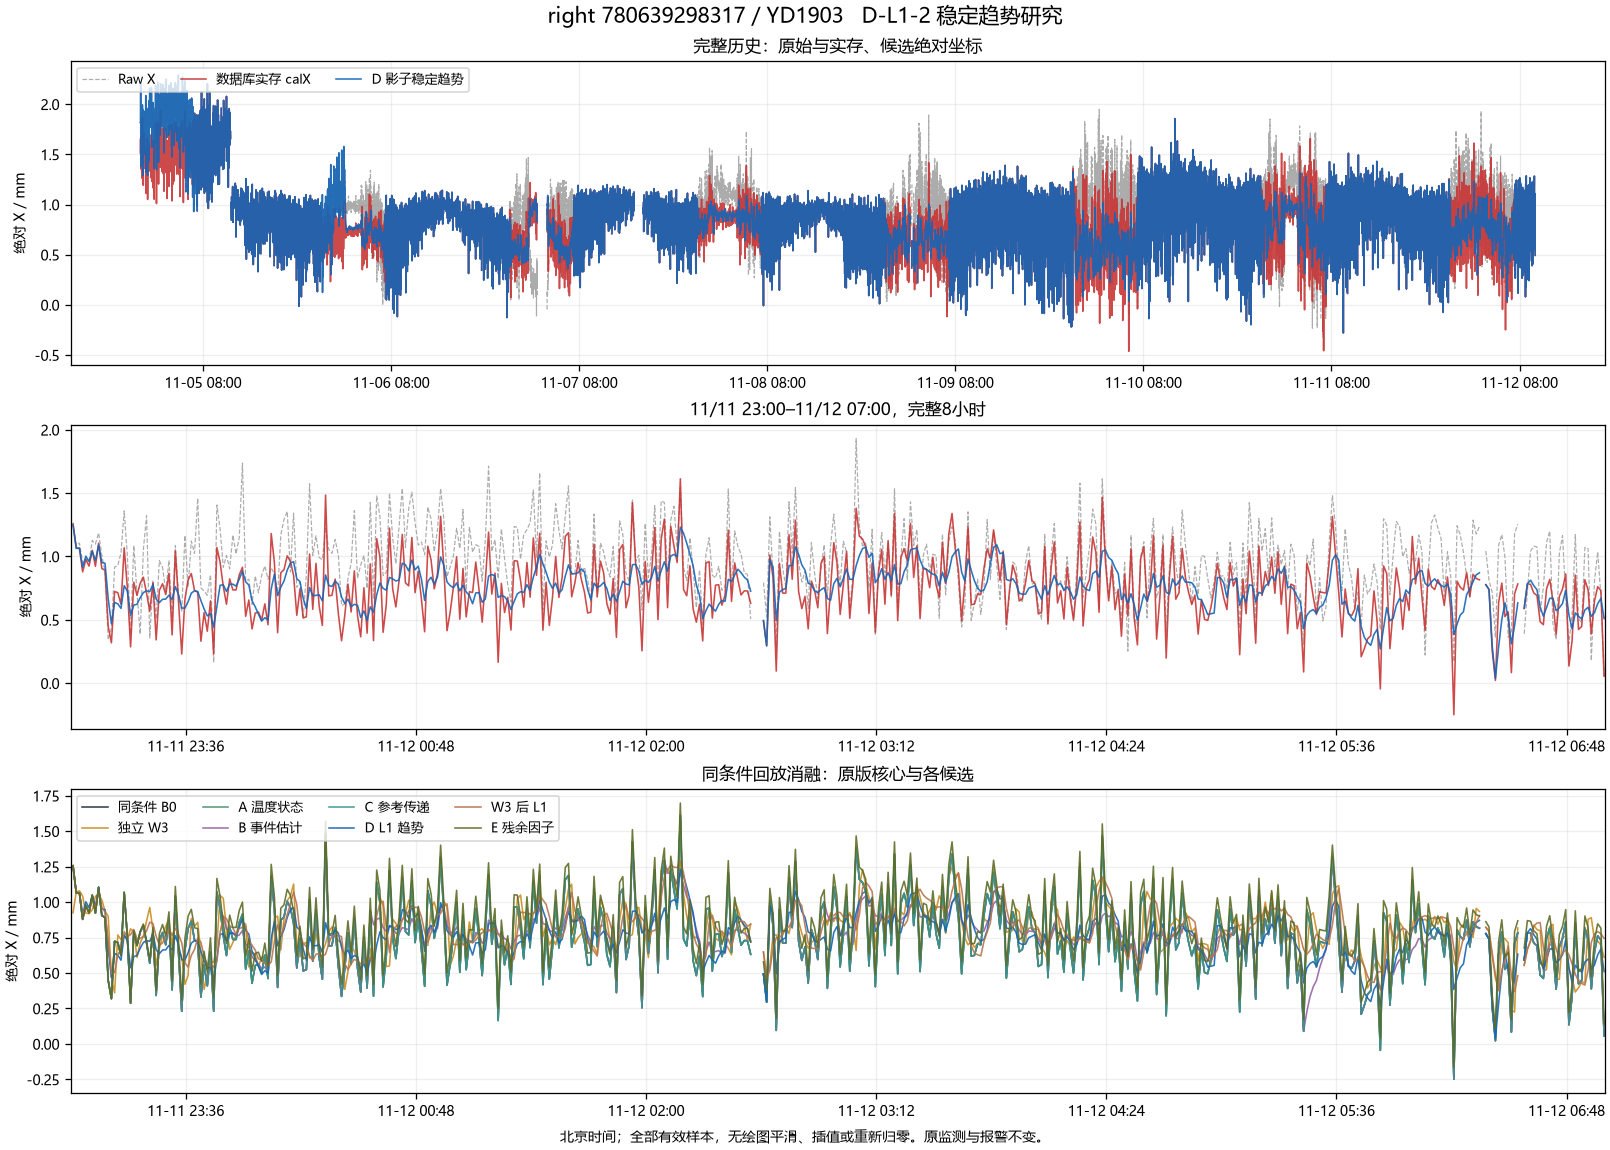 right 780639298317 / YD1903   D-L1-2 稳定趋势研究
完整历史：原始与实存、候选绝对坐标
Raw X   数据库实存 calX   D 影子稳定趋势
绝对 X / mm
2.0
1.5
1.0
0.5
0.0
-0.5
11-05 08:00   11-06 08:00   11-07 08:00   11-08 08:00   11-09 08:00   11-10 08:00   11-11 08:00   11-12 08:00
11/11 23:00–11/12 07:00，完整8小时
绝对 X / mm
2.0
1.5
1.0
0.5
0.0
11-11 23:36   11-12 00:48   11-12 02:00   11-12 03:12   11-12 04:24   11-12 05:36   11-12 06:48
同条件回放消融：原版核心与各候选
同条件 B0   A 温度状态   C 参考传递   W3 后 L1
独立 W3   B 事件估计   D L1 趋势   E 残余因子
绝对 X / mm
1.75
1.50
1.25
1.00
0.75
0.50
0.25
0.00
-0.25
11-11 23:36   11-12 00:48   11-12 02:00   11-12 03:12   11-12 04:24   11-12 05:36   11-12 06:48
北京时间；全部有效样本，无绘图平滑、插值或重新归零。原监测与报警不变。